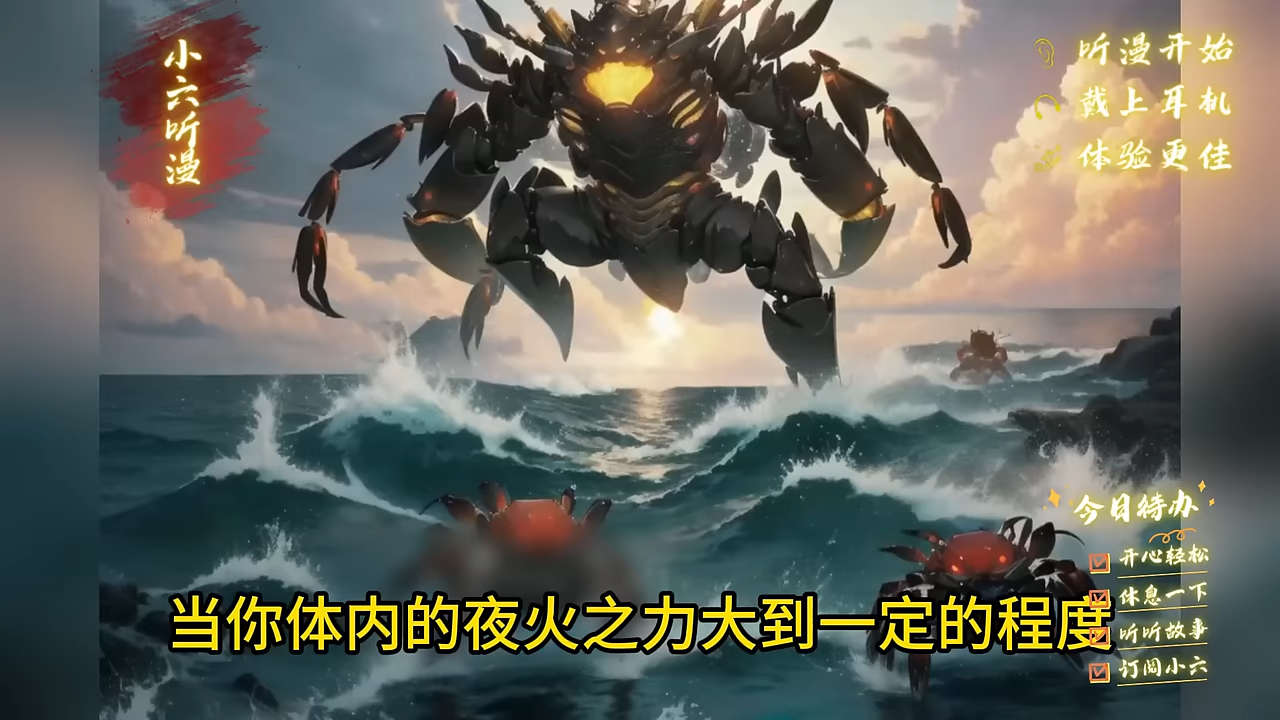 小六听漫
听漫开始
戴上耳机
体验更佳
今日待办
开心轻松
休息一下
听听故事
订阅小六
当你体内的夜火之力大到一定的程度